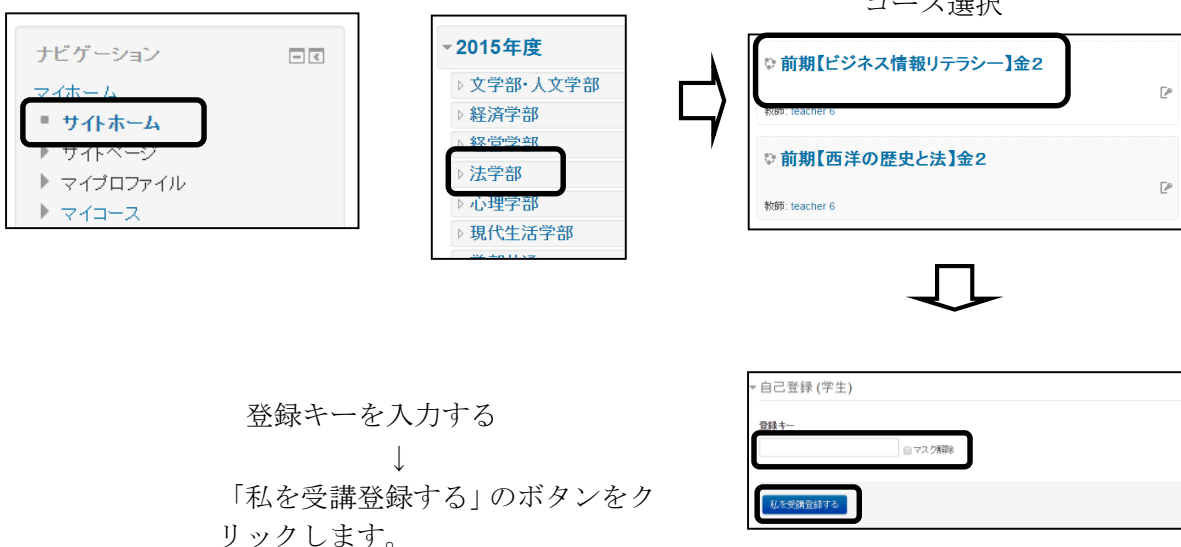 コース選択
ナビゲーション
マイホーム
サイトホーム
サイトページ
マイプロファイル
マイコース
2015年度
文学部・人文学部
経済学部
経営学部
法学部
心理学部
現代生活学部
学部共通
前期【ビジネス情報リテラシー】金2
教師: teacher 6
前期【西洋の歴史と法】金2
教師: teacher 6
登録キーを入力する
↓
「私を受講登録する」のボタンをク
リックします。
自己登録 (学生)
登録キー
マスク解除
私を受講登録する